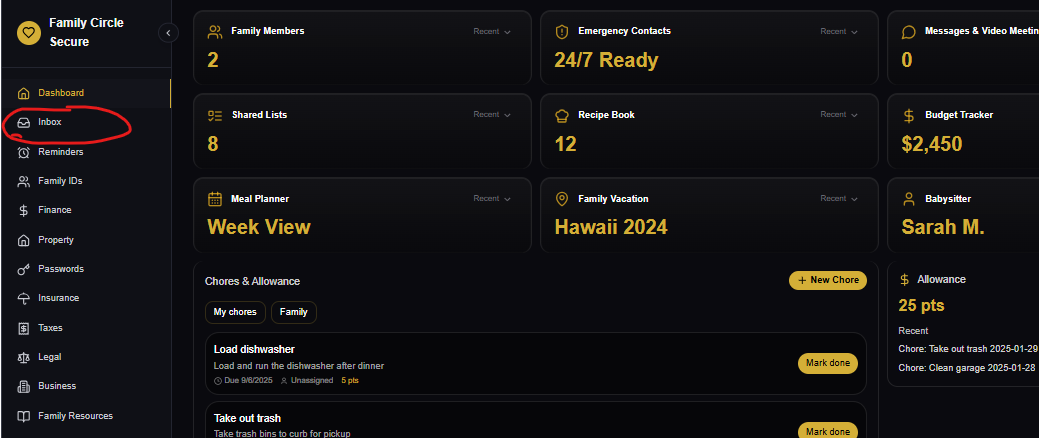 Family Circle
Secure
Dashboard
Inbox
Reminders
Family IDs
Finance
Property
Passwords
Insurance
Taxes
Legal
Business
Family Resources
Family Members
Recent
2
Emergency Contacts
Recent
24/7 Ready
Messages & Video Meetin
0
Shared Lists
Recent
8
Recipe Book
Recent
12
Budget Tracker
$2,450
Meal Planner
Recent
Week View
Family Vacation
Recent
Hawaii 2024
Babysitter
Sarah M.
Chores & Allowance
+ New Chore
My chores
Family
Load dishwasher
Load and run the dishwasher after dinner
Due 9/6/2025 Unassigned 5 pts
Mark done
Take out trash
Take trash bins to curb for pickup
Mark done
Allowance
25 pts
Recent
Chore: Take out trash 2025-01-29
Chore: Clean garage 2025-01-28